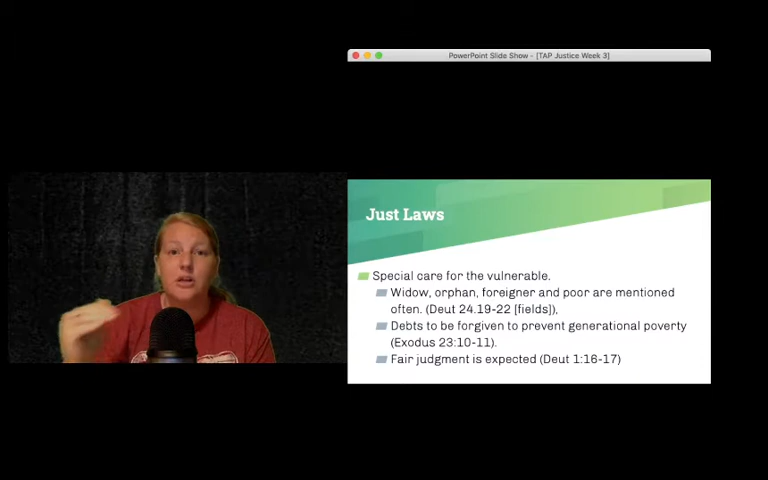 PowerPoint Slide Show - [TAP Justice Week 3]
Just Laws
Special care for the vulnerable.
Widow, orphan, foreigner and poor are mentioned
often. (Deut 24.19-22 [fields]),
Debts to be forgiven to prevent generational poverty
(Exodus 23:10-11).
Fair judgment is expected (Deut 1:16-17)